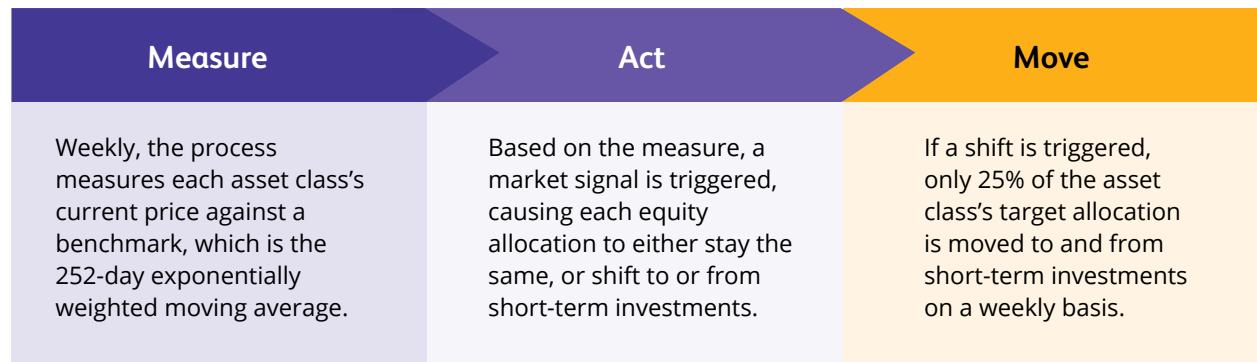 Measure
Weekly, the process
measures each asset class’s
current price against a
benchmark, which is the
252-day exponentially
weighted moving average.
Act
Based on the measure, a
market signal is triggered,
causing each equity
allocation to either stay the
same, or shift to or from
short-term investments.
Move
If a shift is triggered,
only 25% of the asset
class’s target allocation
is moved to and from
short-term investments
on a weekly basis.